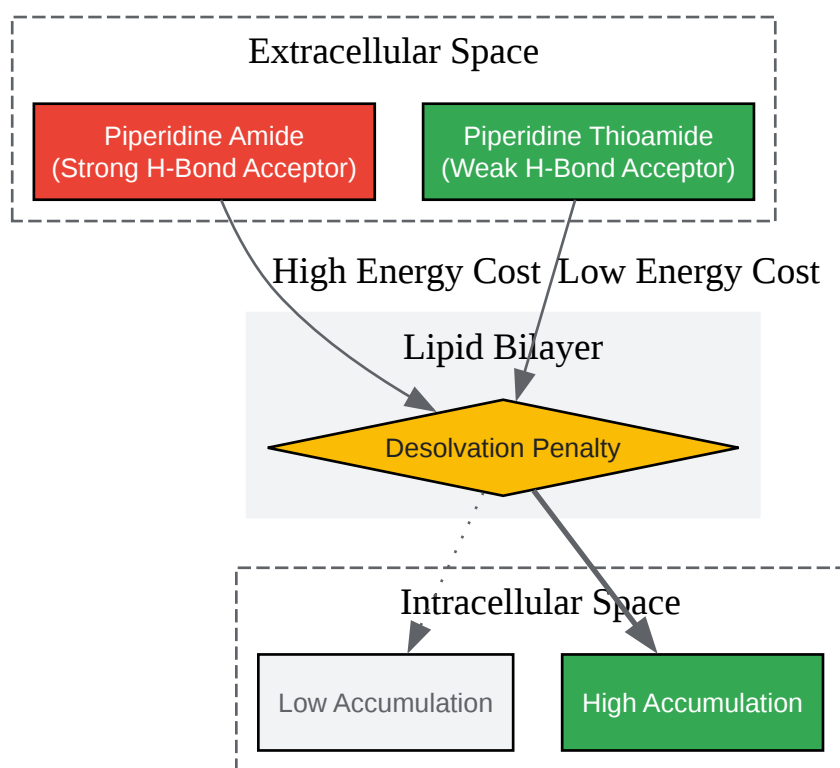 Extracellular Space
Piperidine Amide
(Strong H-Bond Acceptor)
Piperidine Thioamide
(Weak H-Bond Acceptor)
High Energy Cost
Low Energy Cost
Lipid Bilayer
Desolvation Penalty
Intracellular Space
Low Accumulation
High Accumulation